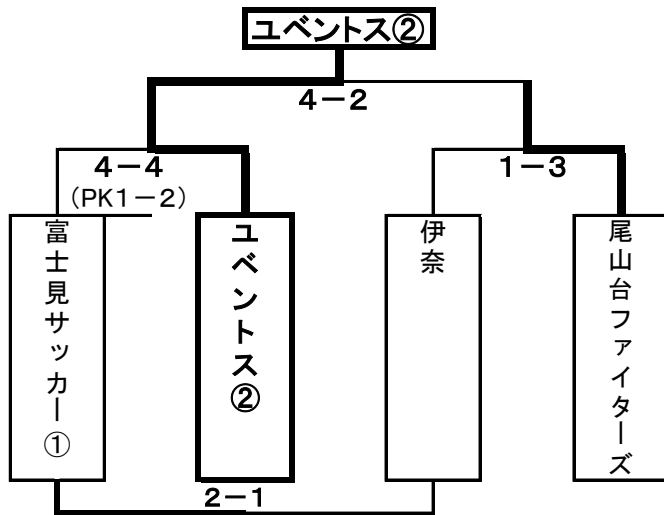 ユベントス②
4-2
4-4
(PK1-2)
1-3
富士見サッカー①
ユベントス②
伊奈
尾山台ファイターズ
2-1